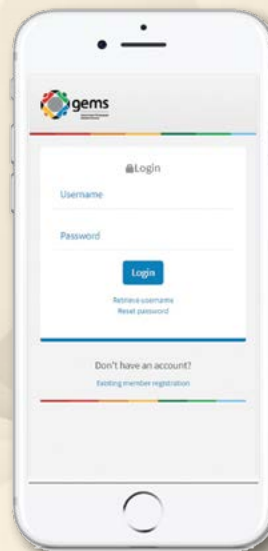 gems
Login
Username
Password
Login
Retrieve username
Reset password
Don't have an account?
Existing member registration